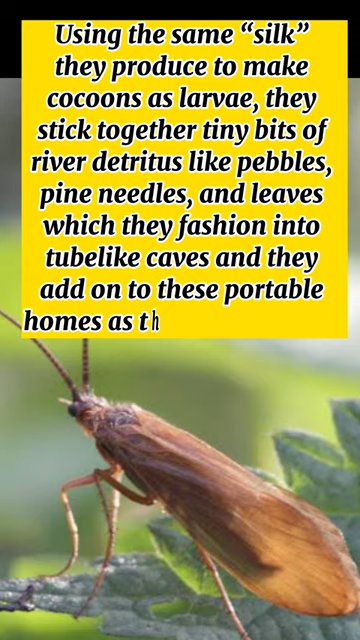 Using the same “silk”
they produce to make
cocoons as larvae, they
stick together tiny bits of
river detritus like pebbles,
pine needles, and leaves
which they fashion into
tubelike caves and they
add on to these portable
homes as th